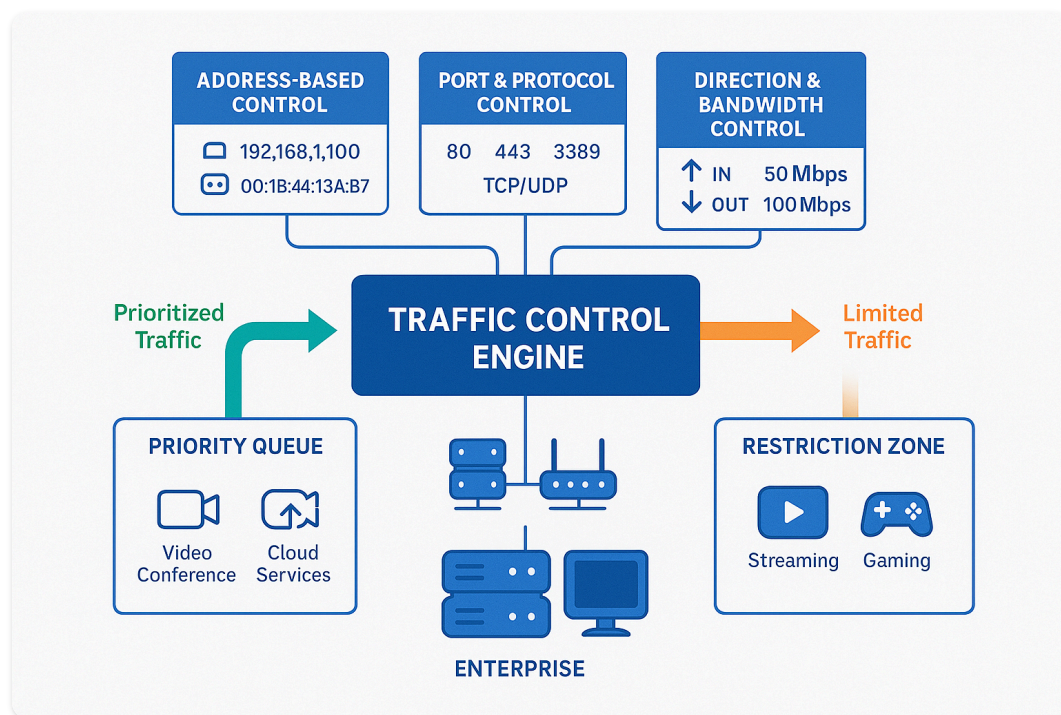 ADORESS-BASED
CONTROL
192,168,1,100
00:1B:44:13A:B7
PORT & PROTOCOL
CONTROL
80 443 3389
TCP/UDP
DIRECTION &
BANDWIDTH
CONTROL
IN 50 Mbps
OUT 100 Mbps
Prioritized
Traffic
TRAFFIC CONTROL
ENGINE
Limited
Traffic
PRIORITY QUEUE
Video
Conference
Cloud
Services
RESTRICTION ZONE
Streaming
Gaming
ENTERPRISE